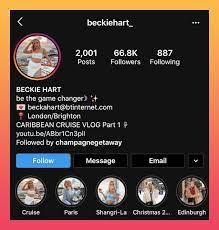 beckiehart_
2,001
66.8K
887
Posts
Followers
Following
BECKIE HART
be the game changer
beckahart@btinternet.com
London/Brighton
CARIBBEAN CRUISE VLOG Part 1
youtu.be/ABbr1Cn3pII
Followed by champagnegetaway
Follow
Message
Email
Cruise
Paris
Shangri-La
Christmas 2...
Edinburgh